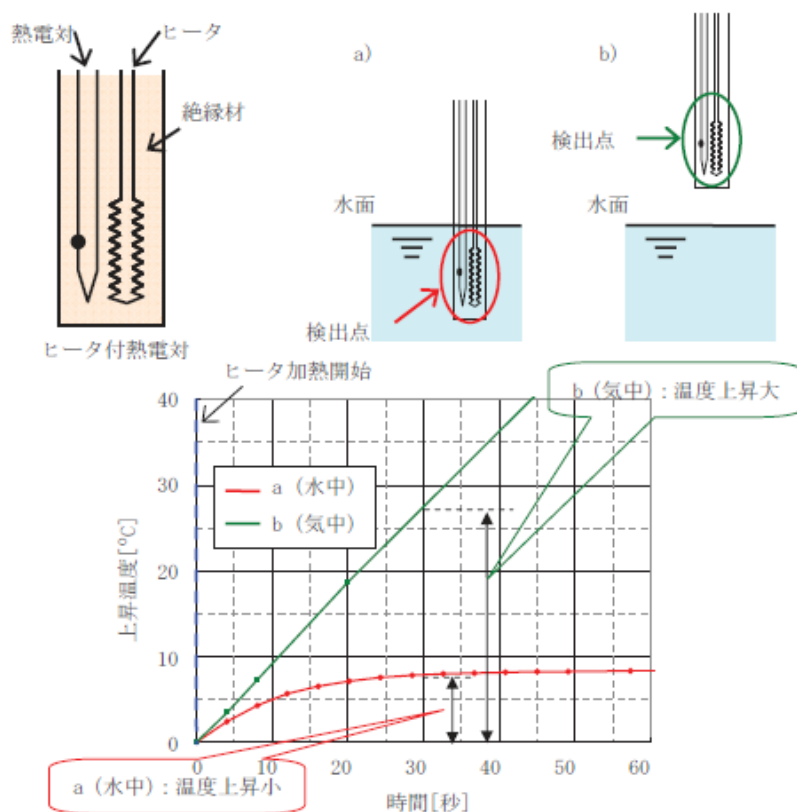 熱電対
ヒータ
絶縁材
ヒータ付熱電対
a)
水面
検出点
b)
検出点
水面
ヒータ加熱開始
b（気中）：温度上昇大
a（水中）
b（気中）
上昇温度[℃]
40
30
20
10
0
0
10
20
30
40
50
60
時間[秒]
a（水中）：温度上昇小